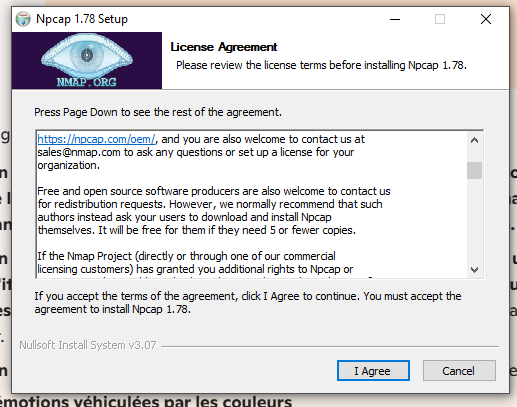 Npcap 1.78 Setup
NMAP.ORG
License Agreement
Please review the license terms before installing Npcap 1.78.
Press Page Down to see the rest of the agreement.
https://npcap.com/oem/, and you are also welcome to contact us at
sales@nmap.com to ask any questions or set up a license for your
organization.
Free and open source software producers are also welcome to contact us
for redistribution requests. However, we normally recommend that such
authors instead ask your users to download and install Npcap
themselves. It will be free for them if they need 5 or fewer copies.
If the Nmap Project (directly or through one of our commercial
licensing customers) has granted you additional rights to Npcap or
If you accept the terms of the agreement, click I Agree to continue. You must accept the
agreement to install Npcap 1.78.
Nullsoft Install System v3.07
I Agree
Cancel
émotions véhiculées par les couleurs